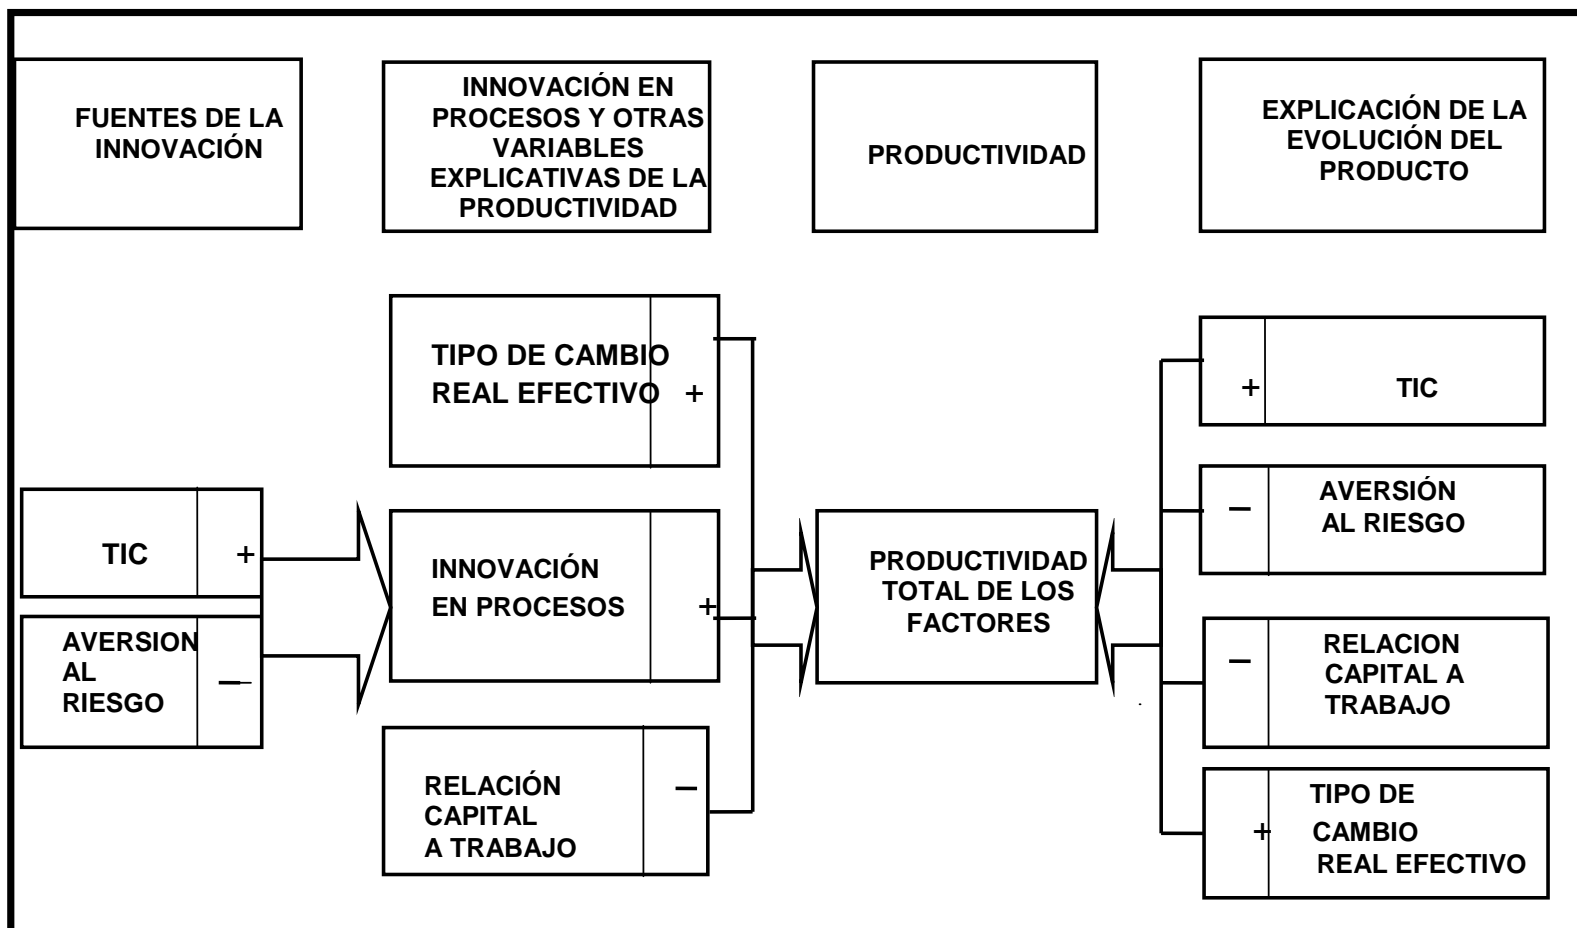 FUENTES DE LA
INNOVACIÓN
INNOVACIÓN EN
PROCESOS Y OTRAS
VARIABLES
EXPLICATIVAS DE LA
PRODUCTIVIDAD
PRODUCTIVIDAD
EXPLICACIÓN DE LA
EVOLUCIÓN DEL
PRODUCTO
TIC +
AVERSION
AL
RIESGO —
TIPO DE CAMBIO
REAL EFECTIVO +
INNOVACIÓN
EN PROCESOS +
RELACIÓN —
CAPITAL
A TRABAJO
PRODUCTIVIDAD
TOTAL DE LOS
FACTORES
+ TIC
— AVERSIÓN
AL RIESGO
— RELACION
CAPITAL A
TRABAJO
TIPO DE
+ CAMBIO
REAL EFECTIVO